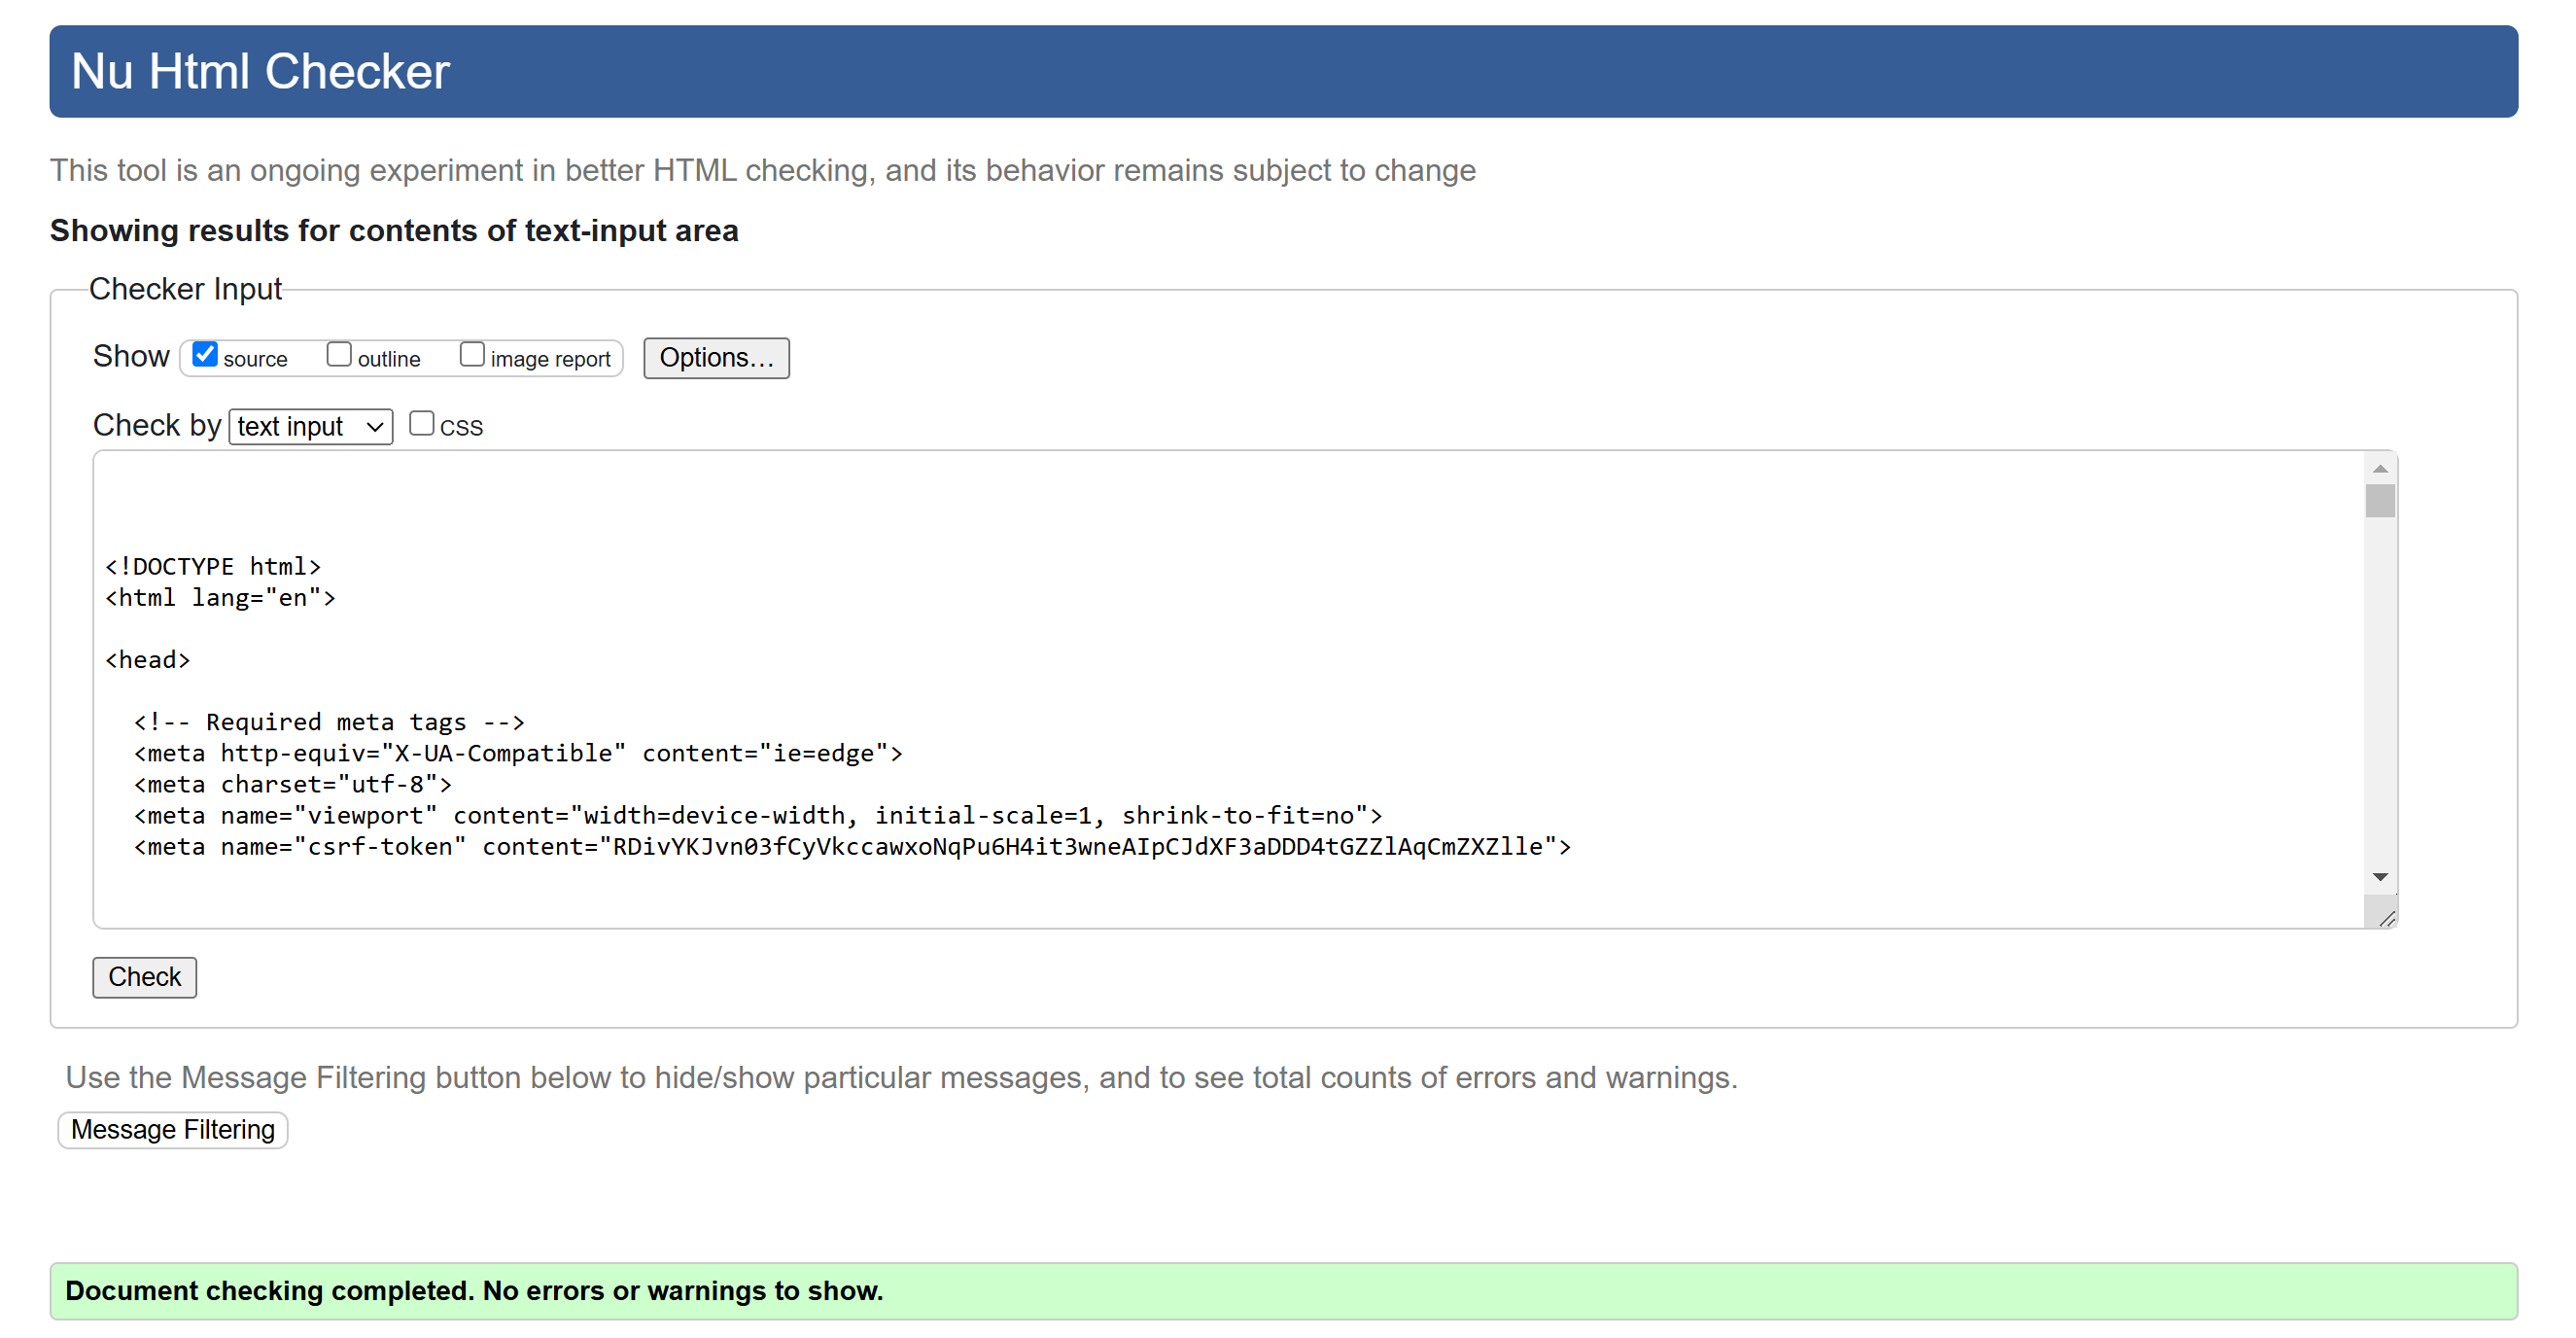 Nu Html Checker
This tool is an ongoing experiment in better HTML checking, and its behavior remains subject to change
Showing results for contents of text-input area
Checker Input
Show source outline image report Options...
Check by text input CSS
<!DOCTYPE html>
<html lang="en">
<head>
<!-- Required meta tags -->
<meta http-equiv="X-UA-Compatible" content="ie=edge">
<meta charset="utf-8">
<meta name="viewport" content="width=device-width, initial-scale=1, shrink-to-fit=no">
<meta name="csrf-token" content="RDivYKJvn03fCyVkccawxoNqPu6H4it3wneAIpCJdXF3aDDD4tGZZlAqCmZXZlle">
Check
Use the Message Filtering button below to hide/show particular messages, and to see total counts of errors and warnings.
Message Filtering
Document checking completed. No errors or warnings to show.